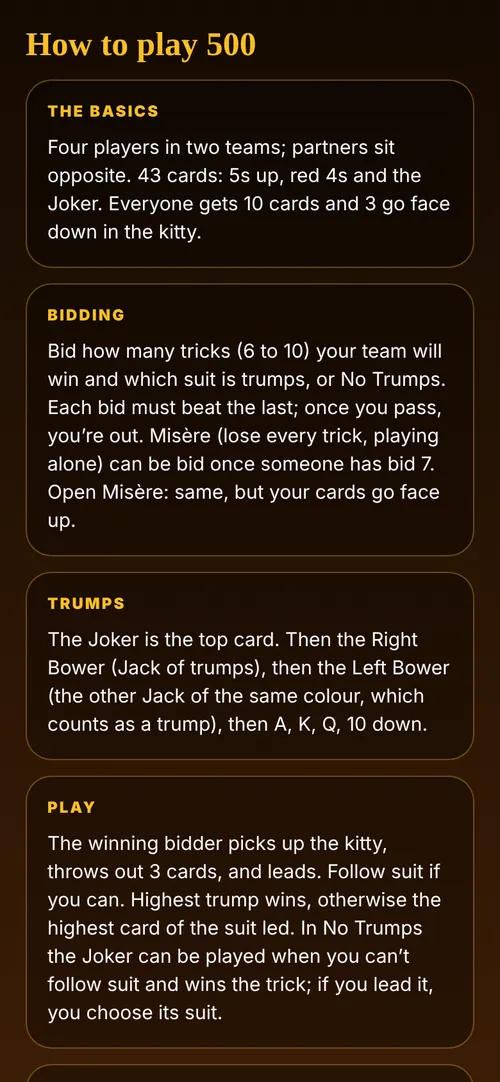 How to play 500
THE BASICS
Four players in two teams; partners sit
opposite. 43 cards: 5s up, red 4s and the
Joker. Everyone gets 10 cards and 3 go face
down in the kitty.
BIDDING
Bid how many tricks (6 to 10) your team will
win and which suit is trumps, or No Trumps.
Each bid must beat the last; once you pass,
you’re out. Misère (lose every trick, playing
alone) can be bid once someone has bid 7.
Open Misère: same, but your cards go face
up.
TRUMPS
The Joker is the top card. Then the Right
Bower (Jack of trumps), then the Left Bower
(the other Jack of the same colour, which
counts as a trump), then A, K, Q, 10 down.
PLAY
The winning bidder picks up the kitty,
throws out 3 cards, and leads. Follow suit if
you can. Highest trump wins, otherwise the
highest card of the suit led. In No Trumps
the Joker can be played when you can’t
follow suit and wins the trick; if you lead it,
you choose its suit.